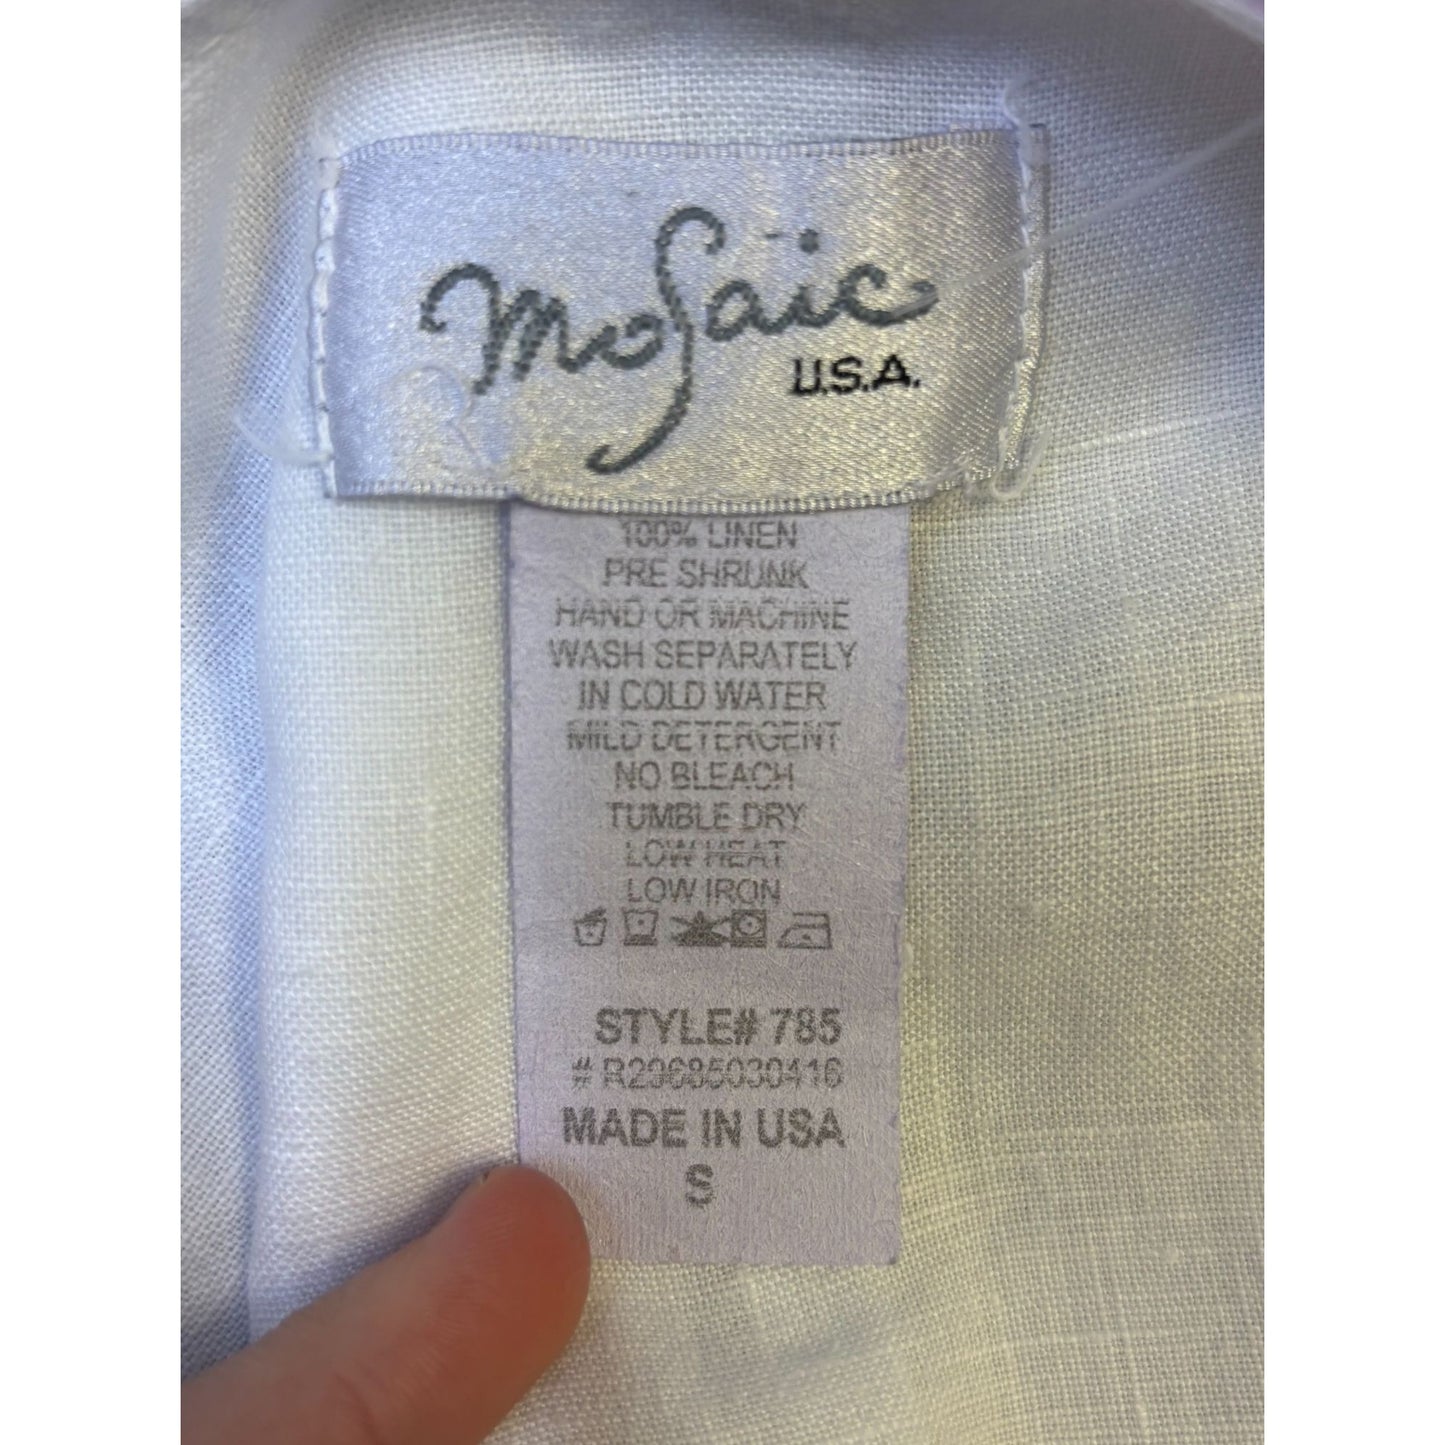 mosaic
U.S.A.
100% LINEN
PRE SHRUNK
HAND OR MACHINE
WASH SEPARATELY
IN COLD WATER
MILD DETERGENT
NO BLEACH
TUMBLE DRY
LOW HEAT
LOW IRON
STYLE# 785
# R29685030416
MADE IN USA
S